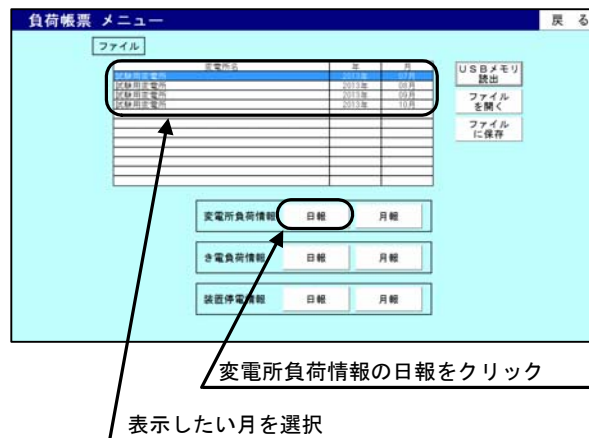 負荷帳票 メニュー
戻 る
ファイル
変電所名 年 月
試験用変電所 2013年 07月
試験用変電所 2013年 08月
試験用変電所 2013年 09月
試験用変電所 2013年 10月
USBメモリ
読出
ファイル
を開く
ファイル
に保存
変電所負荷情報 日報 月報
き電負荷情報 日報 月報
装置停電情報 日報 月報
変電所負荷情報の日報をクリック
表示したい月を選択